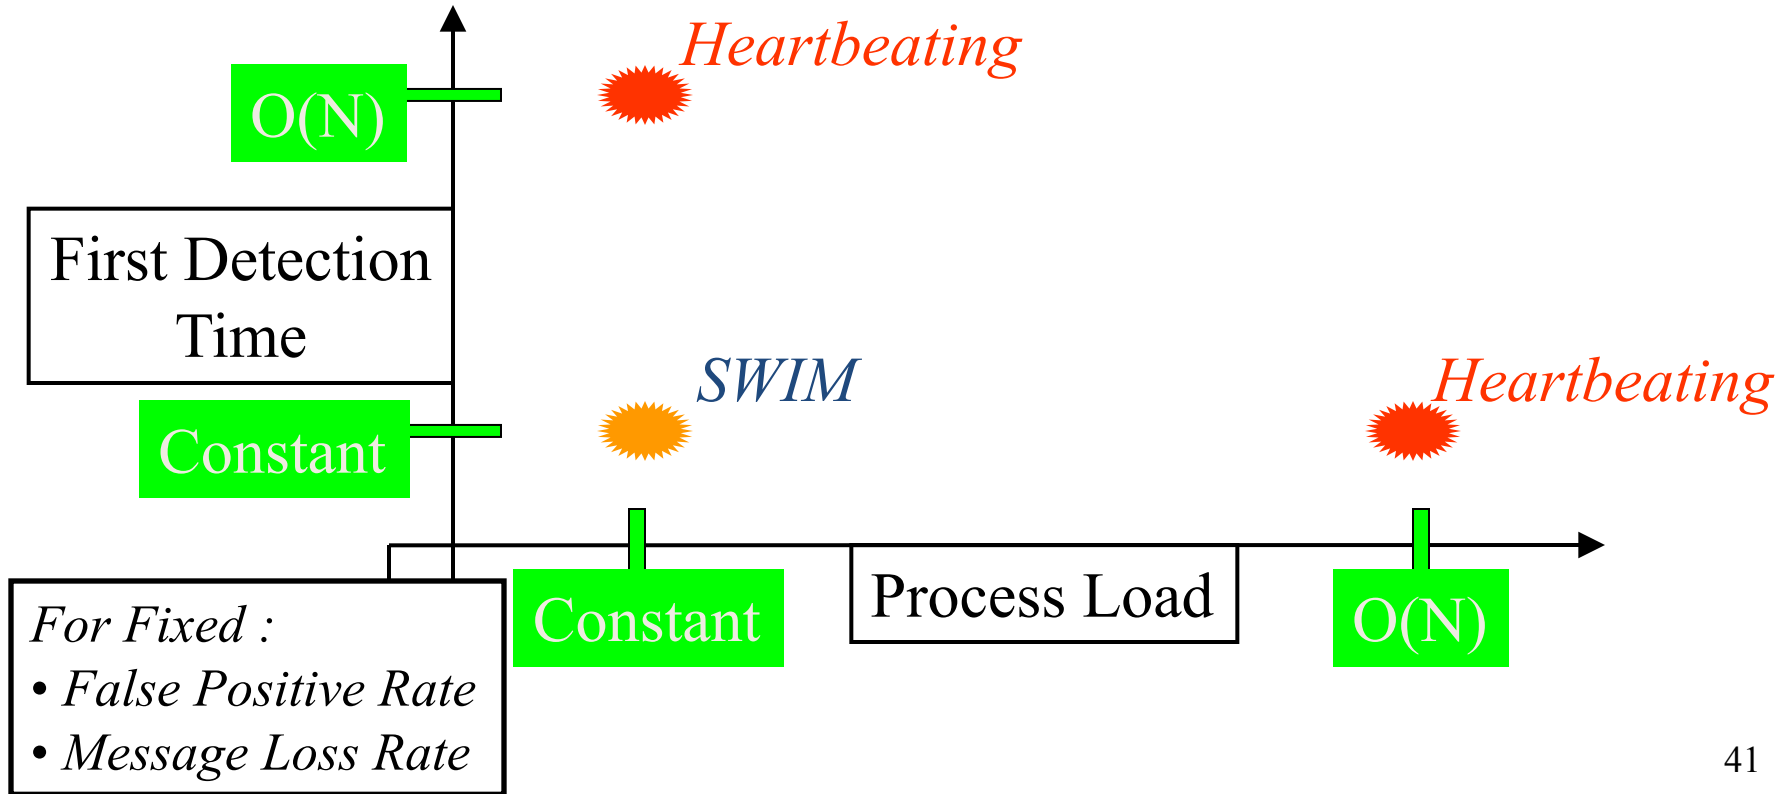 Heartbeating
O(N)
First Detection
Time
SWIM
Heartbeating
Constant
Constant
Process Load
O(N)
For Fixed :
• False Positive Rate
• Message Loss Rate
41